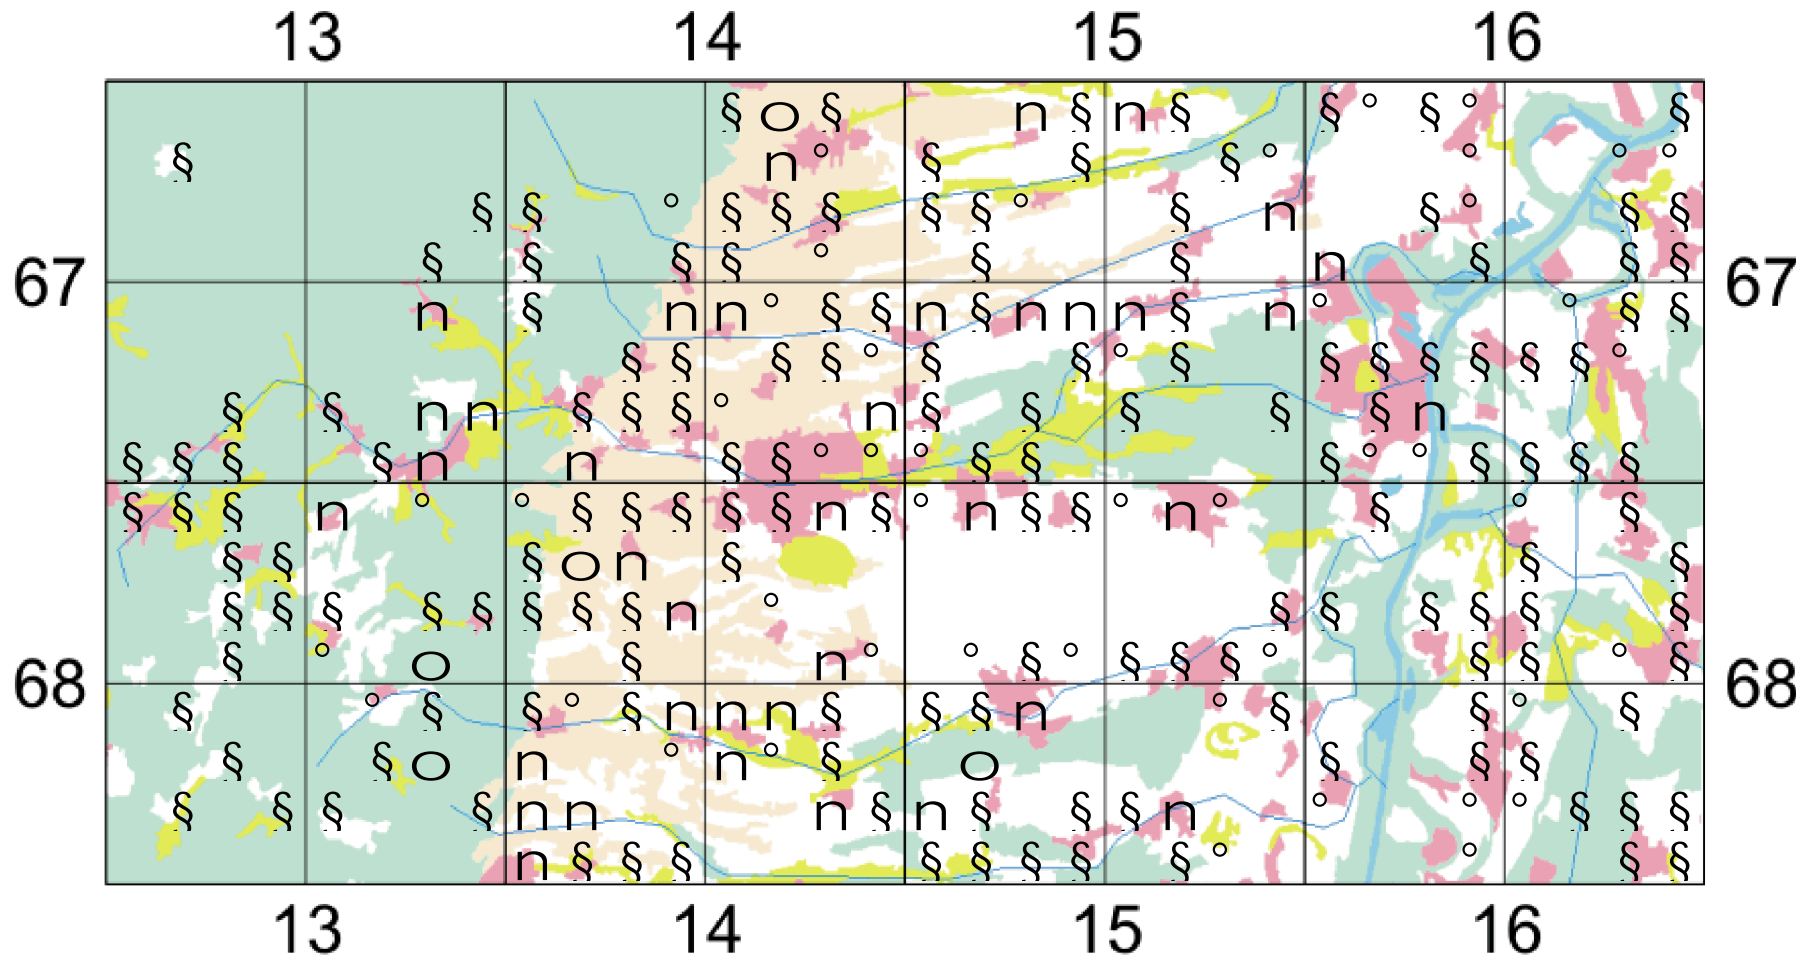 13 14 15 16
§ o § n § n § § ° § ° §
§ n ° § § § ° ° ° °
§ § ° § § § § § ° § n § ° § §
§ § § § ° § § n § § §
67 67
n § n n ° § § n § n n n § n ° ° § §
§ § § § ° § § ° § § § § § § § °
§ § n n § § § ° n § § § § § n
§ § § § n n § § ° ° ° § § § ° ° § § § §
§ § § n ° ° § § § § § n § ° n § § ° n ° § ° §
§ § § o n § § §
§ § § § § § § § n ° § § § § § §
§ ° o § n ° ° § ° § § § ° § § ° §
68 68
§ ° § § ° § n n n § § § n ° § § ° §
§ § o n ° n ° § o § § §
§ § § § n n n § n § § § n ° ° ° § § §
n § § § § § § § § ° ° § §
13 14 15 16